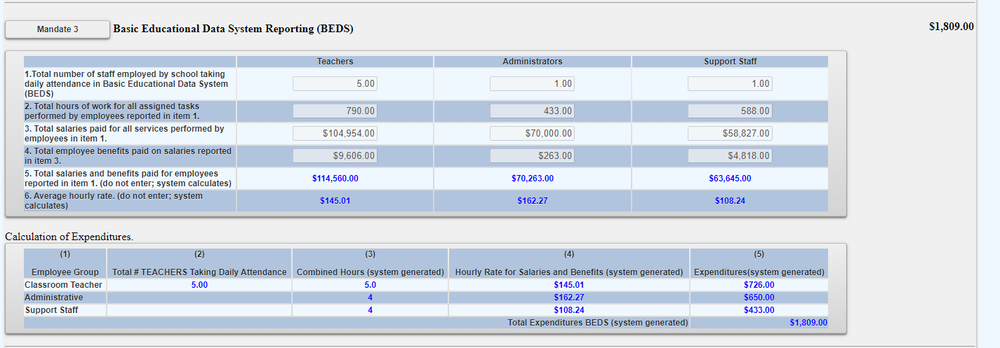 Mandate 3 Basic Educational Data System Reporting (BEDS) $1,809.00
Teachers Administrators Support Staff
1.Total number of staff employed by school taking
daily attendance in Basic Educational Data System
(BEDS)
5.00 1.00 1.00
2. Total hours of work for all assigned tasks
performed by employees reported in item 1.
790.00 433.00 588.00
3. Total salaries paid for all services performed by
employees in item 1.
$104,954.00 $70,000.00 $58,827.00
4. Total employee benefits paid on salaries reported
in item 3.
$9,606.00 $263.00 $4,818.00
5. Total salaries and benefits paid for employees
reported in item 1. (do not enter; system calculates)
$114,560.00 $70,263.00 $63,645.00
6. Average hourly rate. (do not enter; system
calculates)
$145.01 $162.27 $108.24
Calculation of Expenditures.
(1) (2) (3) (4) (5)
Employee Group Total # TEACHERS Taking Daily Attendance Combined Hours (system generated) Hourly Rate for Salaries and Benefits (system generated) Expenditures(system generated)
Classroom Teacher 5.00 5.0 $145.01 $726.00
Administrative 4 $162.27 $650.00
Support Staff 4 $108.24 $433.00
Total Expenditures BEDS (system generated) $1,809.00